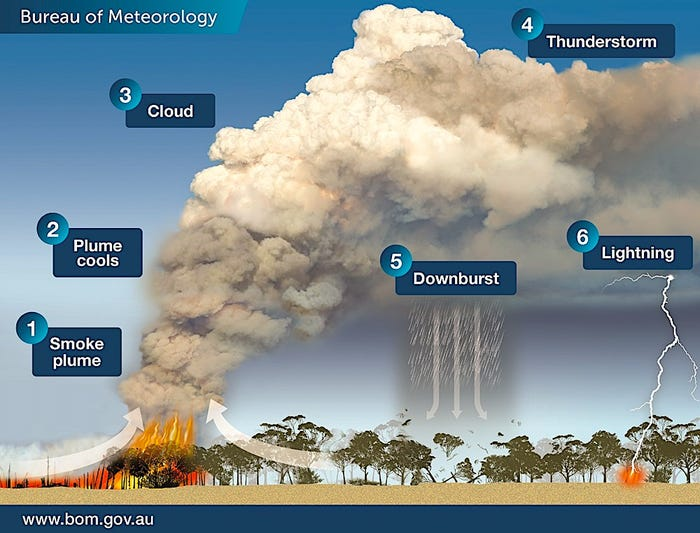 Bureau of Meteorology
4
Thunderstorm
3
Cloud
2
Plume
cools
6
Lightning
5
Downburst
1
Smoke
plume
www.bom.gov.au